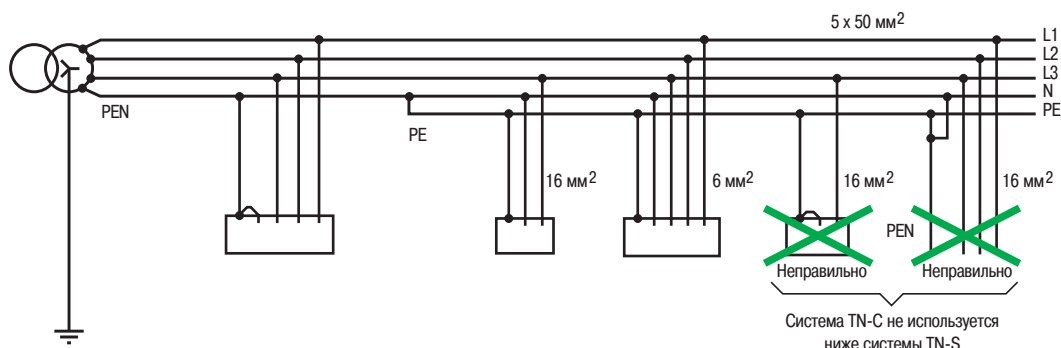 5 x 50 мм²
L1
L2
L3
N
PE
PEN
PE
16 мм²
6 мм²
16 мм²
16 мм²
PEN
Неправильно
Неправильно
Система TN-C не используется
ниже системы TN-S